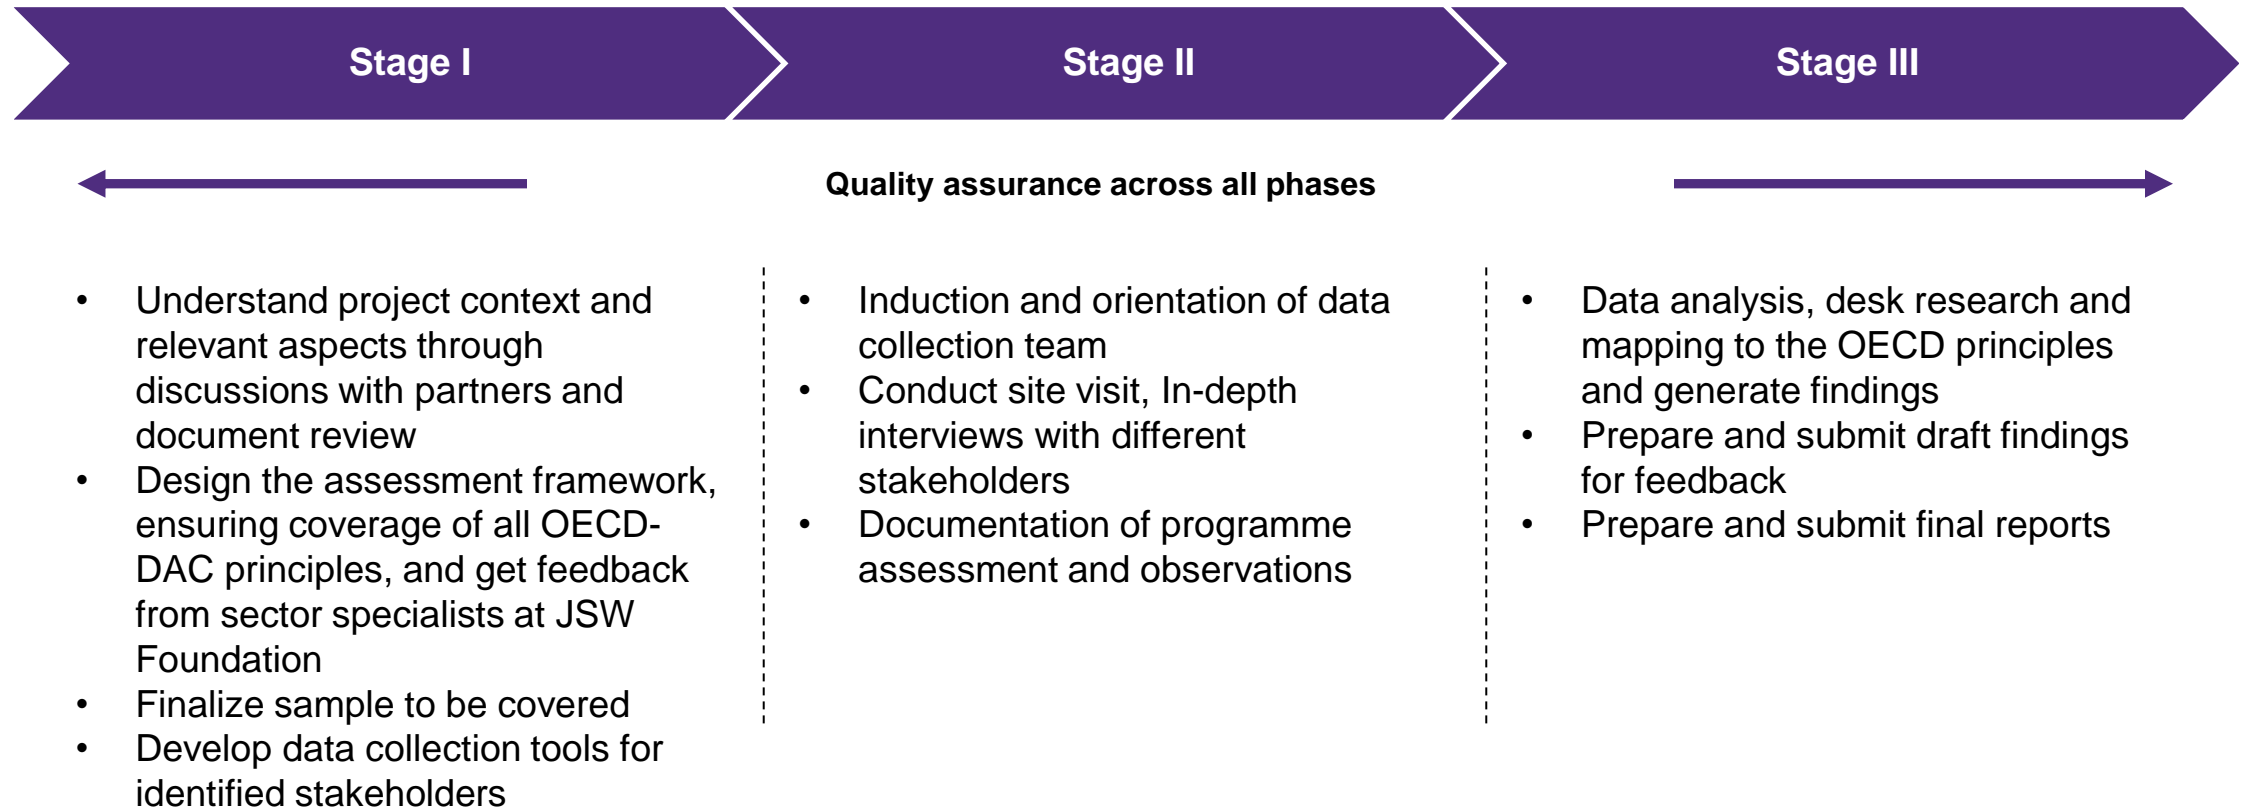 Stage I
Stage II
Stage III
Quality assurance across all phases
• Understand project context and
relevant aspects through
discussions with partners and
document review
• Design the assessment framework,
ensuring coverage of all OECD-
DAC principles, and get feedback
from sector specialists at JSW
Foundation
• Finalize sample to be covered
• Develop data collection tools for
identified stakeholders
• Induction and orientation of data
collection team
• Conduct site visit, In-depth
interviews with different
stakeholders
• Documentation of programme
assessment and observations
• Data analysis, desk research and
mapping to the OECD principles
and generate findings
• Prepare and submit draft findings
for feedback
• Prepare and submit final reports